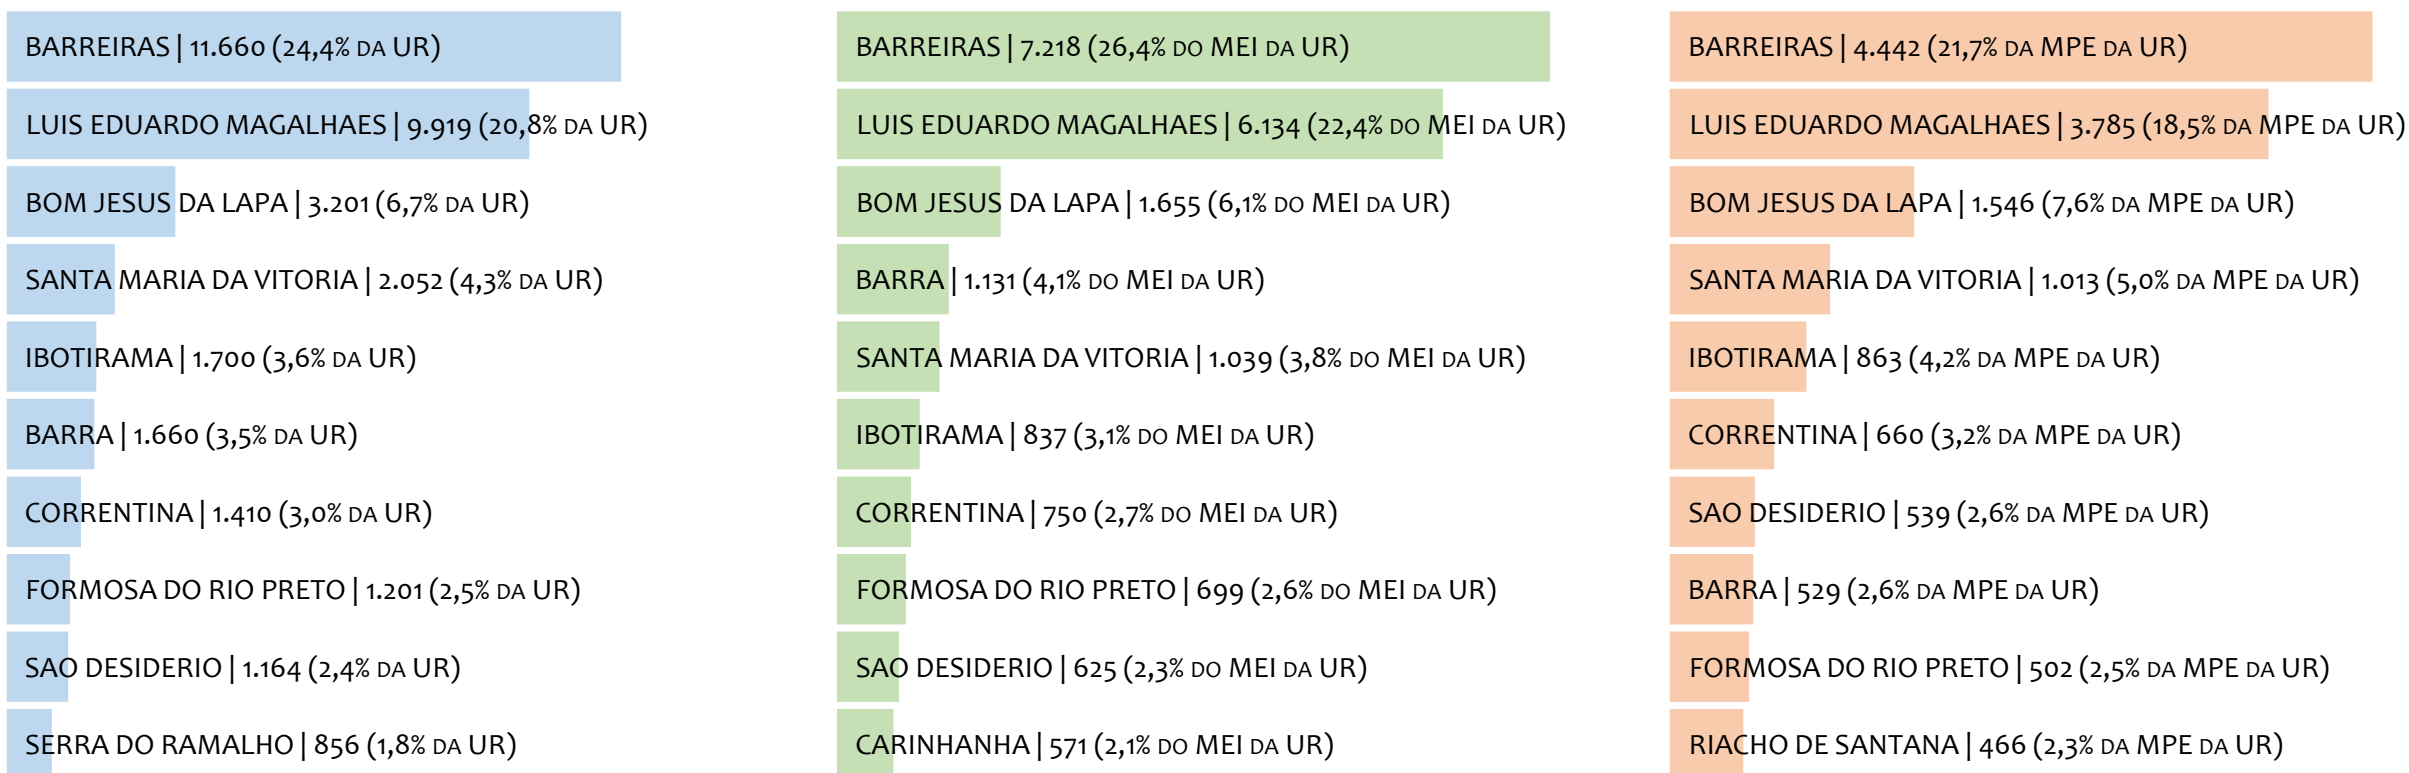 BARREIRAS | 11.660 (24,4% DA UR)
LUIS EDUARDO MAGALHAES | 9.919 (20,8% DA UR)
BOM JESUS DA LAPA | 3.201 (6,7% DA UR)
SANTA MARIA DA VITORIA | 2.052 (4,3% DA UR)
IBOTIRAMA | 1.700 (3,6% DA UR)
BARRA | 1.660 (3,5% DA UR)
CORRENTINA | 1.410 (3,0% DA UR)
FORMOSA DO RIO PRETO | 1.201 (2,5% DA UR)
SAO DESIDERIO | 1.164 (2,4% DA UR)
SERRA DO RAMALHO | 856 (1,8% DA UR)
BARREIRAS | 7.218 (26,4% DO MEI DA UR)
LUIS EDUARDO MAGALHAES | 6.134 (22,4% DO MEI DA UR)
BOM JESUS DA LAPA | 1.655 (6,1% DO MEI DA UR)
BARRA | 1.131 (4,1% DO MEI DA UR)
SANTA MARIA DA VITORIA | 1.039 (3,8% DO MEI DA UR)
IBOTIRAMA | 837 (3,1% DO MEI DA UR)
CORRENTINA | 750 (2,7% DO MEI DA UR)
FORMOSA DO RIO PRETO | 699 (2,6% DO MEI DA UR)
SAO DESIDERIO | 625 (2,3% DO MEI DA UR)
CARINHANHA | 571 (2,1% DO MEI DA UR)
BARREIRAS | 4.442 (21,7% DA MPE DA UR)
LUIS EDUARDO MAGALHAES | 3.785 (18,5% DA MPE DA UR)
BOM JESUS DA LAPA | 1.546 (7,6% DA MPE DA UR)
SANTA MARIA DA VITORIA | 1.013 (5,0% DA MPE DA UR)
IBOTIRAMA | 863 (4,2% DA MPE DA UR)
CORRENTINA | 660 (3,2% DA MPE DA UR)
SAO DESIDERIO | 539 (2,6% DA MPE DA UR)
BARRA | 529 (2,6% DA MPE DA UR)
FORMOSA DO RIO PRETO | 502 (2,5% DA MPE DA UR)
RIACHO DE SANTANA | 466 (2,3% DA MPE DA UR)